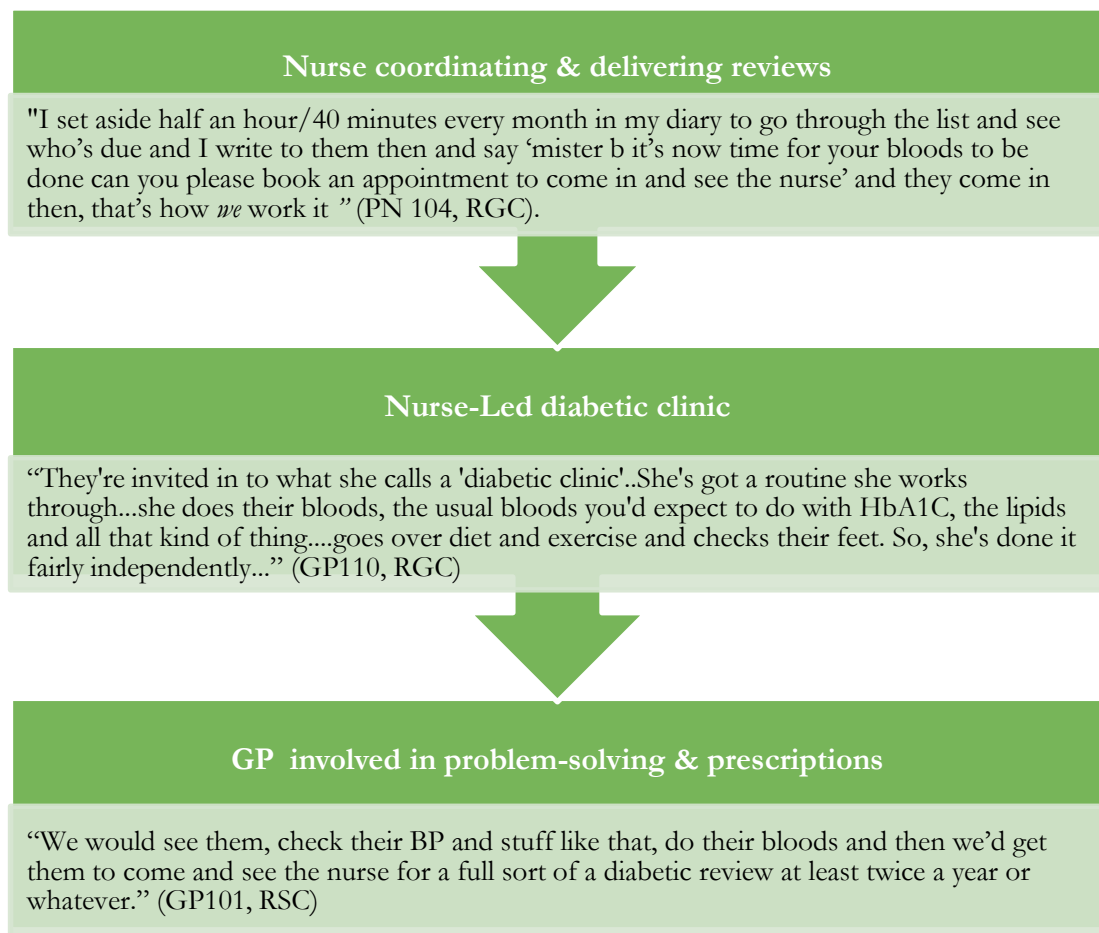 Nurse coordinating & delivering reviews
"I set aside half an hour/40 minutes every month in my diary to go through the list and see
who’s due and I write to them then and say ‘mister b it’s now time for your bloods to be
done can you please book an appointment to come in and see the nurse’ and they come in
then, that’s how we work it ” (PN 104, RGC).
Nurse-Led diabetic clinic
“They're invited in to what she calls a 'diabetic clinic'..She's got a routine she works
through...she does their bloods, the usual bloods you'd expect to do with HbA1C, the lipids
and all that kind of thing....goes over diet and exercise and checks their feet. So, she's done it
fairly independently...” (GP110, RGC)
GP  involved in problem-solving & prescriptions
“We would see them, check their BP and stuff like that, do their bloods and then we’d get
them to come and see the nurse for a full sort of a diabetic review at least twice a year or
whatever.” (GP101, RSC)